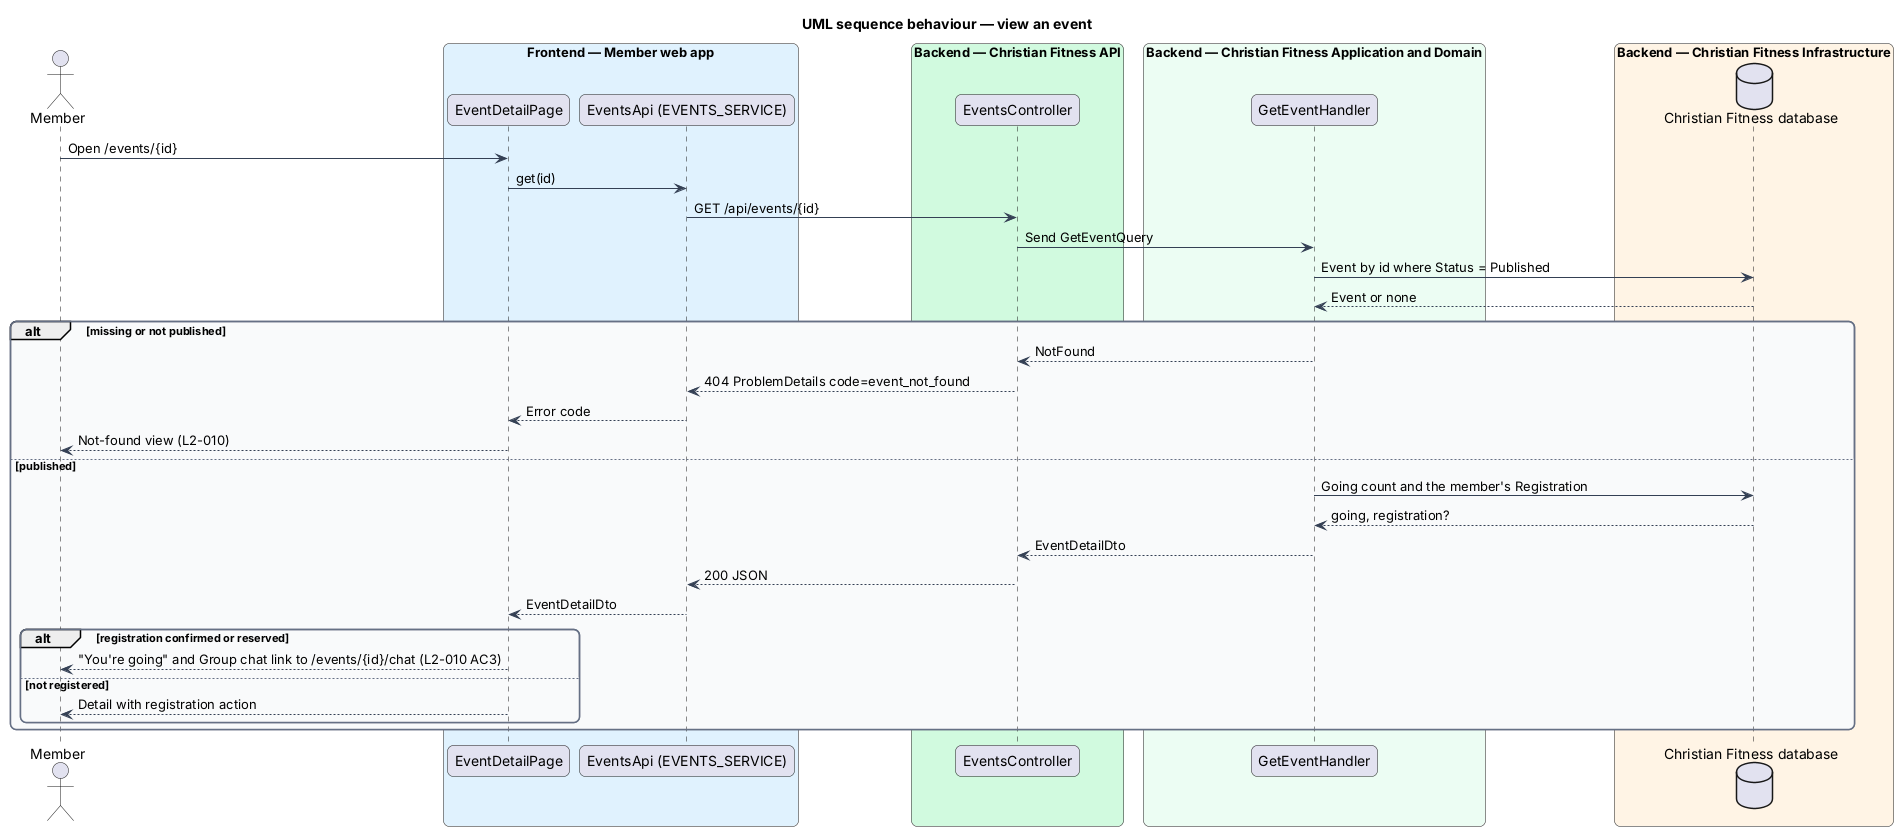 UML sequence behaviour — view an event
Frontend — Member web app
Backend — Christian Fitness API
Backend — Christian Fitness Application and Domain
Backend — Christian Fitness Infrastructure
Member
EventDetailPage
EventsApi (EVENTS_SERVICE)
EventsController
GetEventHandler
Christian Fitness database
Open /events/{id}
get(id)
GET /api/events/{id}
Send GetEventQuery
Event by id where Status = Published
Event or none
alt
[missing or not published]
NotFound
404 ProblemDetails code=event_not_found
Error code
Not-found view (L2-010)
[published]
Going count and the member's Registration
going, registration?
EventDetailDto
200 JSON
EventDetailDto
alt
[registration confirmed or reserved]
"You're going" and Group chat link to /events/{id}/chat (L2-010 AC3)
[not registered]
Detail with registration action
Member
EventDetailPage
EventsApi (EVENTS_SERVICE)
EventsController
GetEventHandler
Christian Fitness database